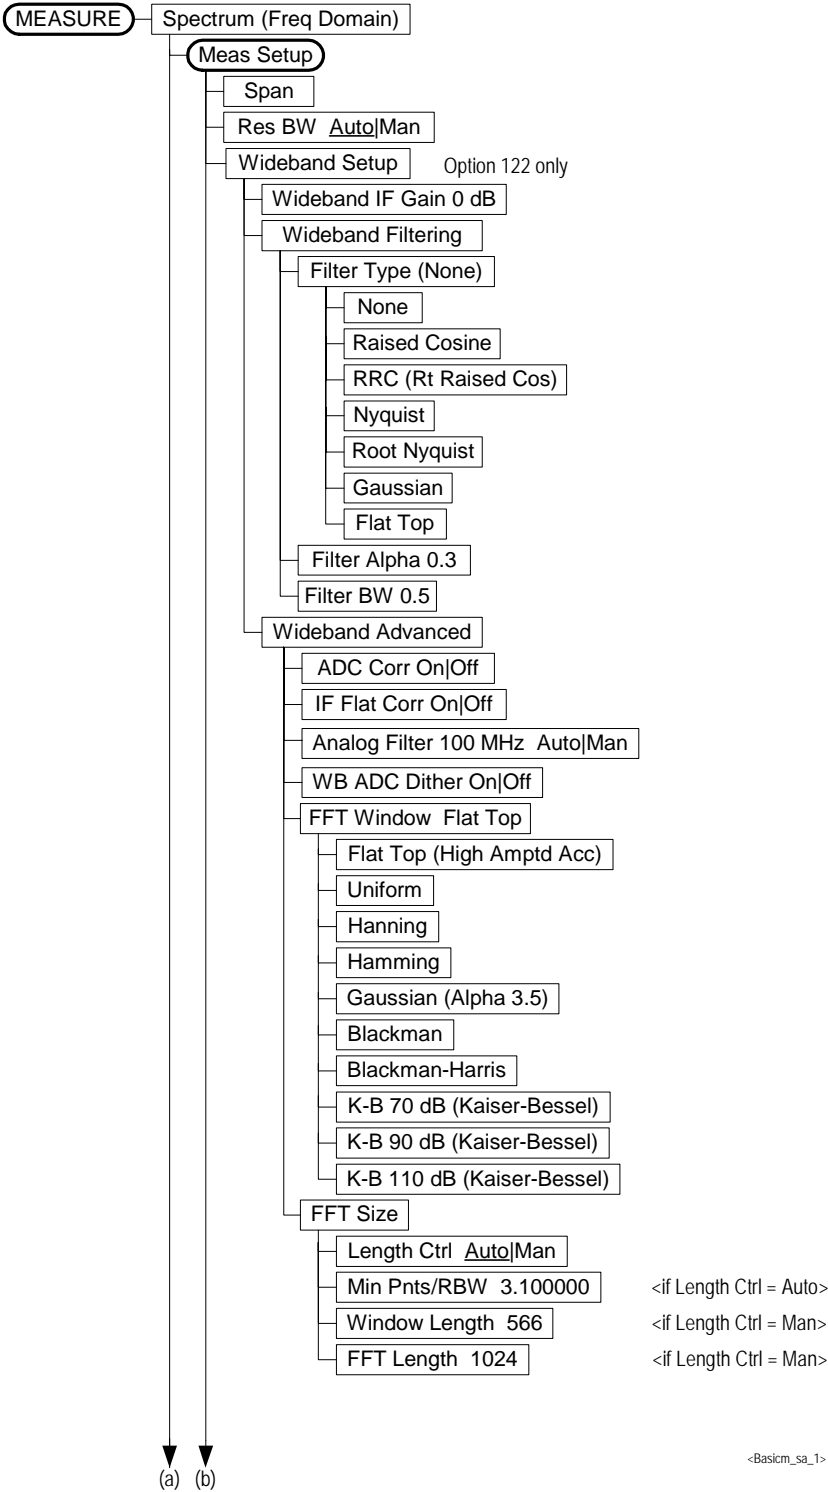 MEASURE Spectrum (Freq Domain)
Meas Setup
Span
Res BW Auto|Man
Wideband Setup Option 122 only
Wideband IF Gain 0 dB
Wideband Filtering
Filter Type (None)
None
Raised Cosine
RRC (Rt Raised Cos)
Nyquist
Root Nyquist
Gaussian
Flat Top
Filter Alpha 0.3
Filter BW 0.5
Wideband Advanced
ADC Corr On|Off
IF Flat Corr On|Off
Analog Filter 100 MHz Auto|Man
WB ADC Dither On|Off
FFT Window Flat Top
Flat Top (High Amptd Acc)
Uniform
Hanning
Hamming
Gaussian (Alpha 3.5)
Blackman
Blackman-Harris
K-B 70 dB (Kaiser-Bessel)
K-B 90 dB (Kaiser-Bessel)
K-B 110 dB (Kaiser-Bessel)
FFT Size
Length Ctrl Auto|Man
Min Pnts/RBW 3.100000 <if Length Ctrl = Auto>
Window Length 566 <if Length Ctrl = Man>
FFT Length 1024 <if Length Ctrl = Man>
<Basicm_sa_1>
(a) (b)